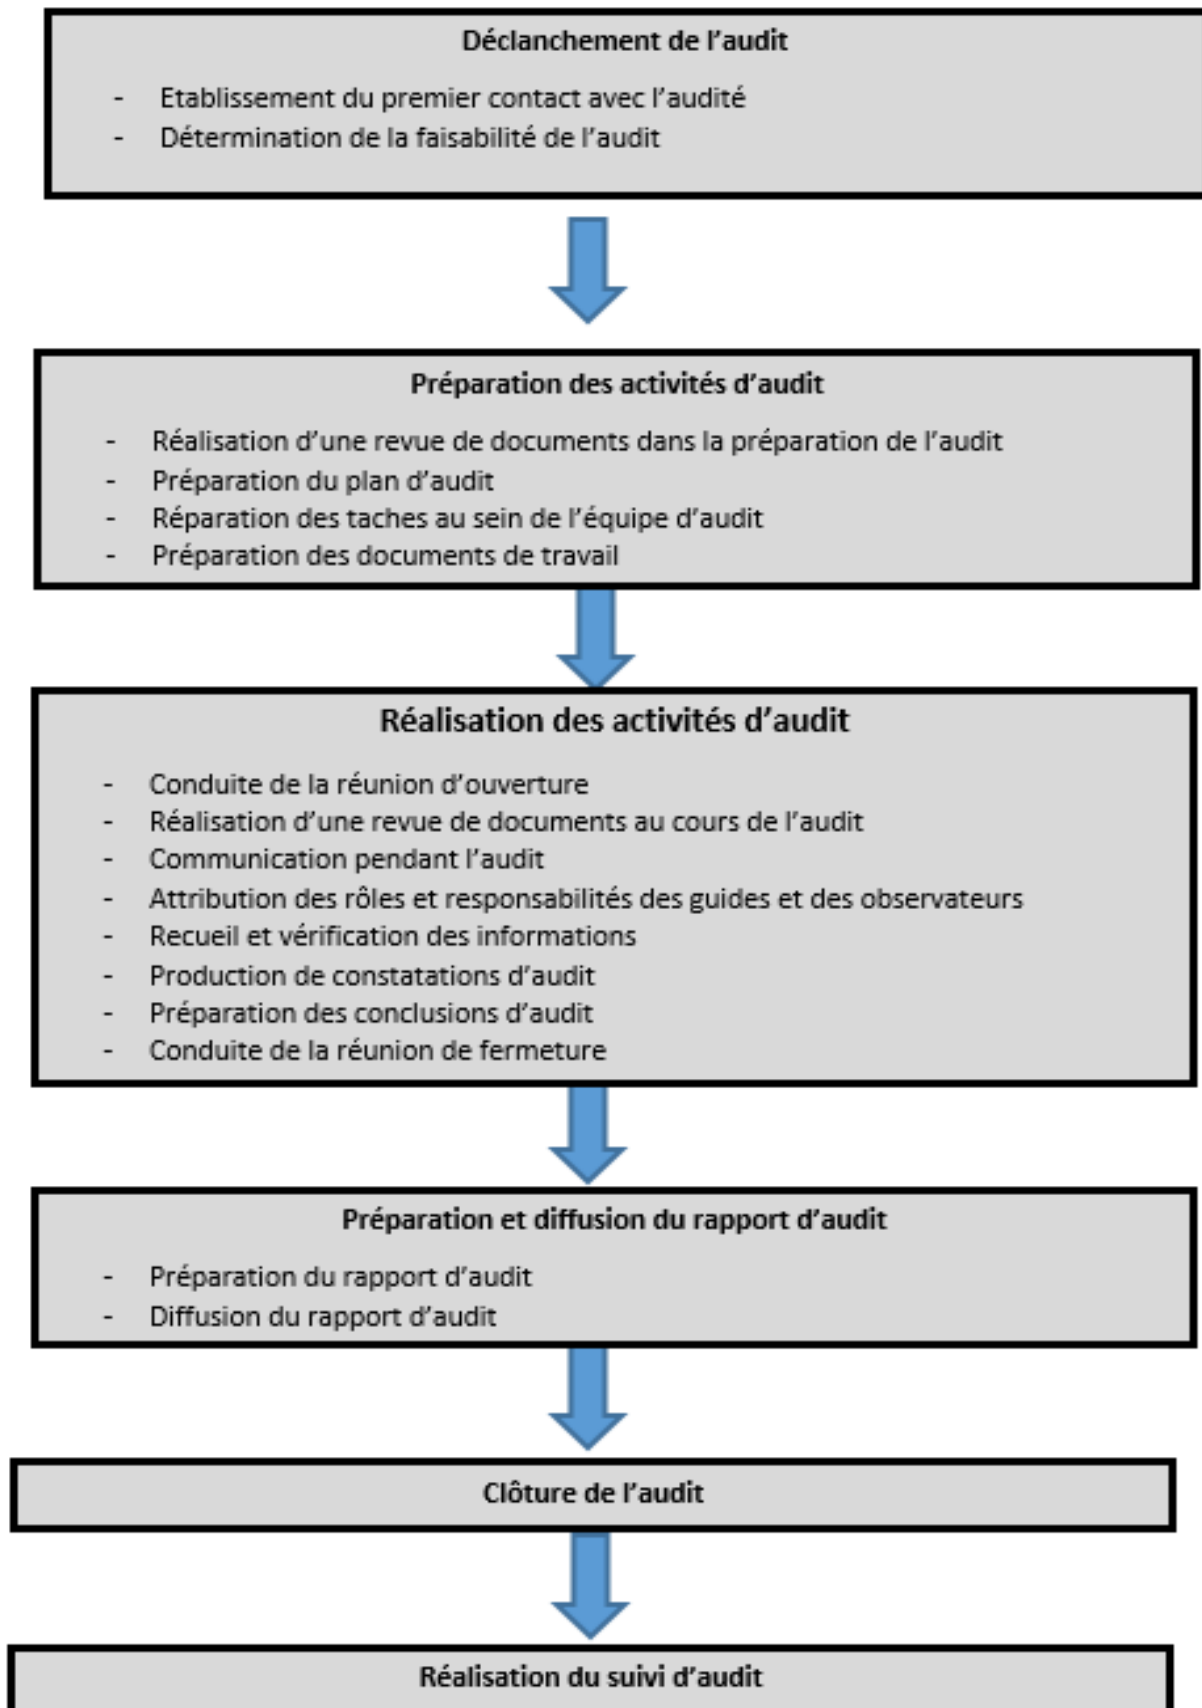 Déclanchement de l’audit
- Etablissement du premier contact avec l’audité
- Détermination de la faisabilité de l’audit
Préparation des activités d’audit
- Réalisation d’une revue de documents dans la préparation de l’audit
- Préparation du plan d’audit
- Réparation des taches au sein de l’équipe d’audit
- Préparation des documents de travail
Réalisation des activités d’audit
- Conduite de la réunion d’ouverture
- Réalisation d’une revue de documents au cours de l’audit
- Communication pendant l’audit
- Attribution des rôles et responsabilités des guides et des observateurs
- Recueil et vérification des informations
- Production de constatations d’audit
- Préparation des conclusions d’audit
- Conduite de la réunion de fermeture
Préparation et diffusion du rapport d’audit
- Préparation du rapport d’audit
- Diffusion du rapport d’audit
Clôture de l’audit
Réalisation du suivi d’audit